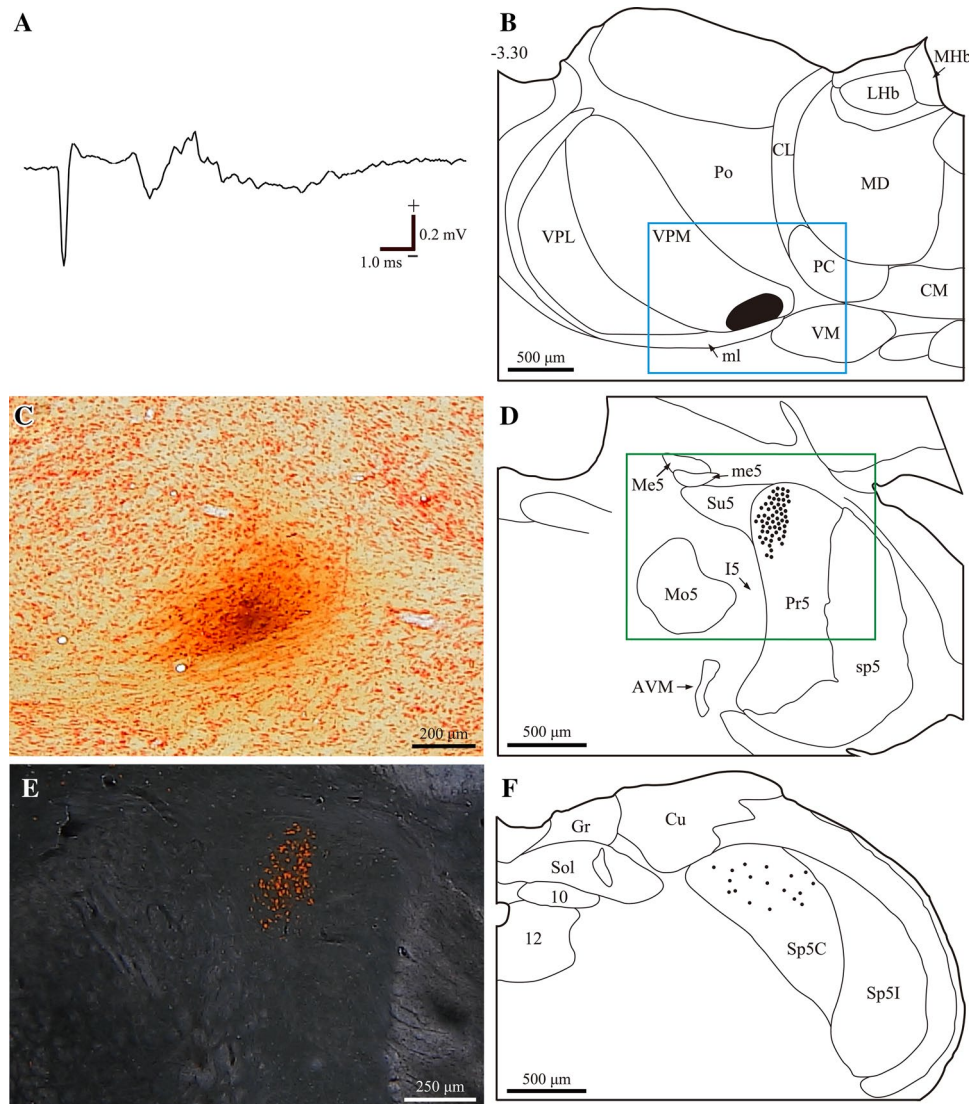 A
+
0.2 mV
1.0 ms
−
B
-3.30
MHb
LHb
CL
Po
MD
VPL
VPM
PC
CM
VM
ml
500 µm
C
200 µm
D
Me5
me5
Su5
I5
Mo5
Pr5
sp5
AVM
500 µm
E
250 µm
F
Gr
Cu
Sol
10
12
Sp5C
Sp5I
500 µm